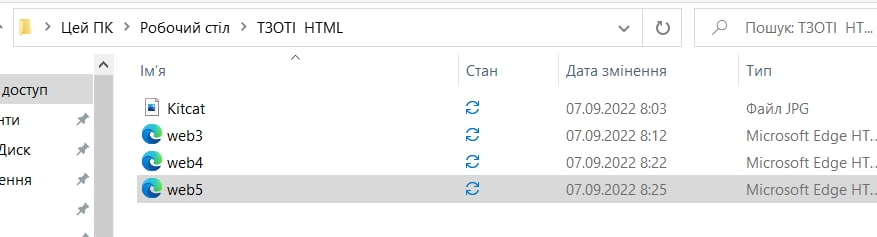 Цей ПК > Робочий стіл > ТЗОТІ HTML
Пошук: ТЗОТІ HT...
Ім'я Стан Дата змінення Тип
доступ
Kitcat 07.09.2022 8:03 Файл JPG
нти
web3 07.09.2022 8:12 Microsoft Edge HT...
Диск
web4 07.09.2022 8:22 Microsoft Edge HT...
ення
web5 07.09.2022 8:25 Microsoft Edge HT...